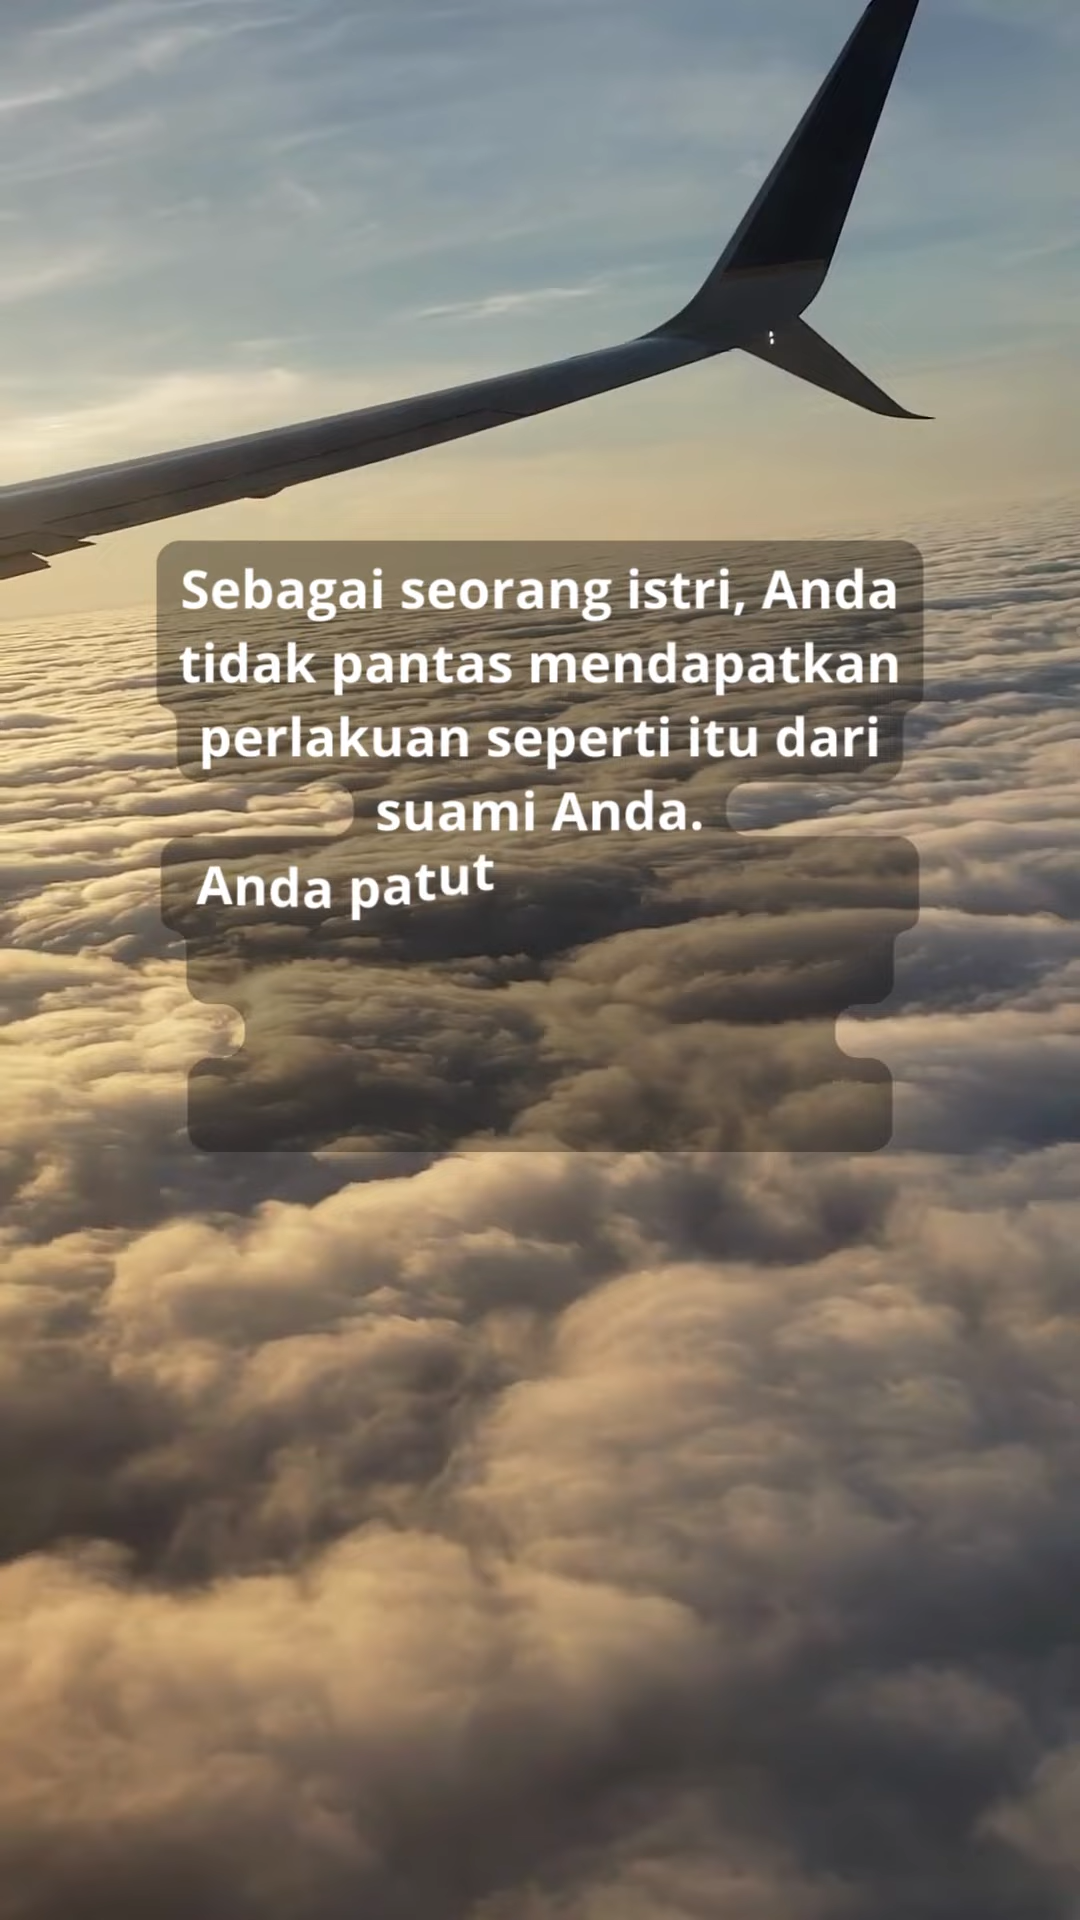 Sebagai seorang istri, Anda
tidak pantas mendapatkan
perlakuan seperti itu dari
suami Anda.
Anda patut